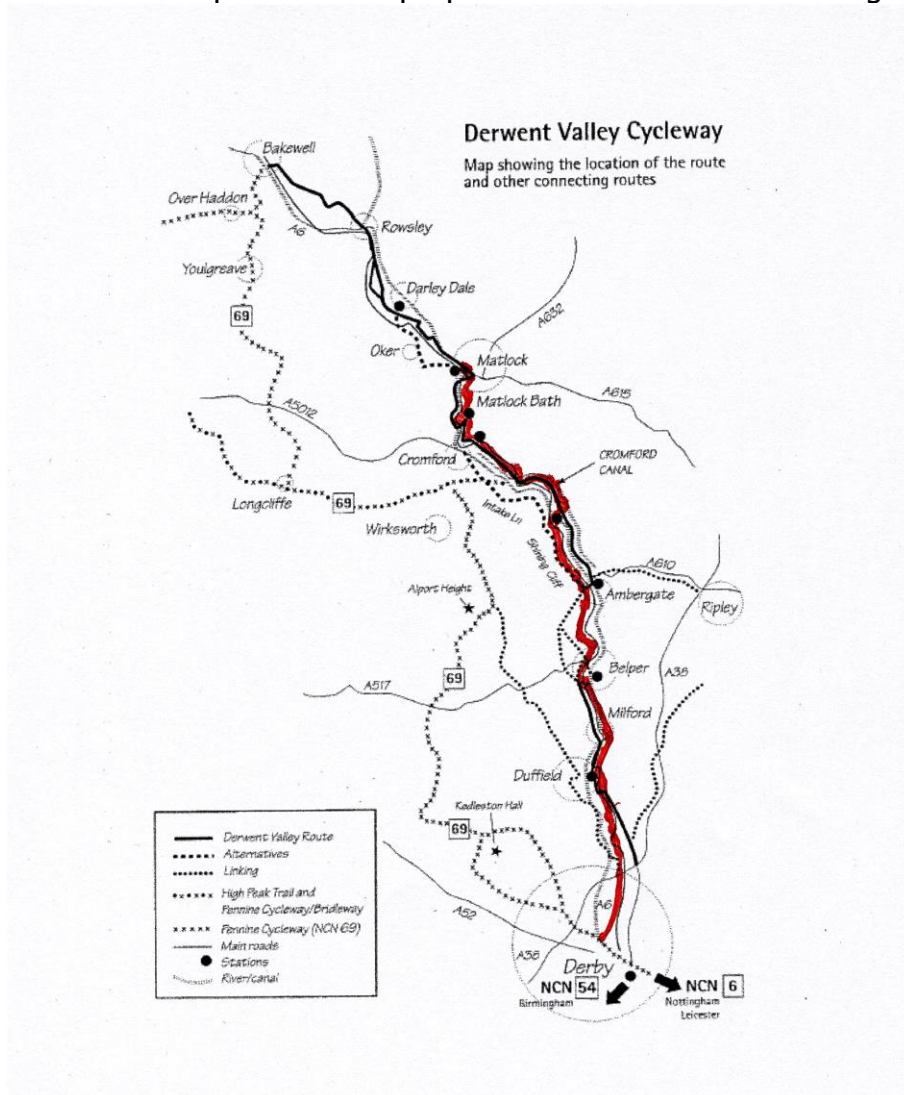 Derwent Valley Cycleway
Map showing the location of the route
and other connecting routes
Bakewell
Over Haddon
A6
Rowsley
Youlgreave
69
Darley Dale
Oker
A632
Matlock
A615
Matlock Bath
A5012
Cromford
CROMFORD
CANAL
Longcliffe
69
Intake Ln
Wirksworth
Shining Cliff
A610
Alport Height
Ambergate
Ripley
69
Belper
A38
A517
Milford
Duffield
Kedleston Hall
69
A52
A6
A38
Derby
NCN 54
Birmingham
NCN 6
Nottingham
Leicester
Derwent Valley Route
Alternatives
Linking
High Peak Trail and
Pennine Cycleway/Bridleway
Pennine Cycleway (NCN 69)
Main roads
Stations
River/canal